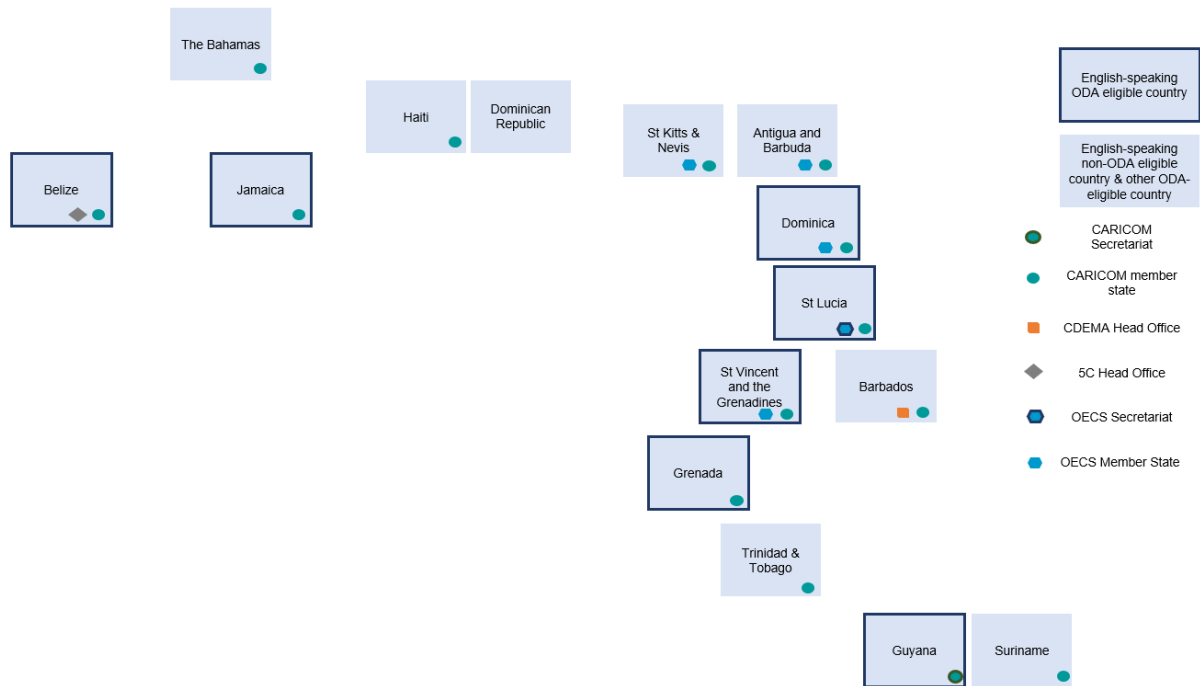 The Bahamas
Haiti
Dominican
Republic
St Kitts &
Nevis
Antigua and
Barbuda
Belize
Jamaica
Dominica
St Lucia
St Vincent
and the
Grenadines
Barbados
Grenada
Trinidad &
Tobago
Guyana
Suriname
English-speaking
ODA eligible country
English-speaking
non-ODA eligible
country & other ODA-
eligible country
CARICOM
Secretariat
CARICOM member
state
CDEMA Head Office
5C Head Office
OECS Secretariat
OECS Member State